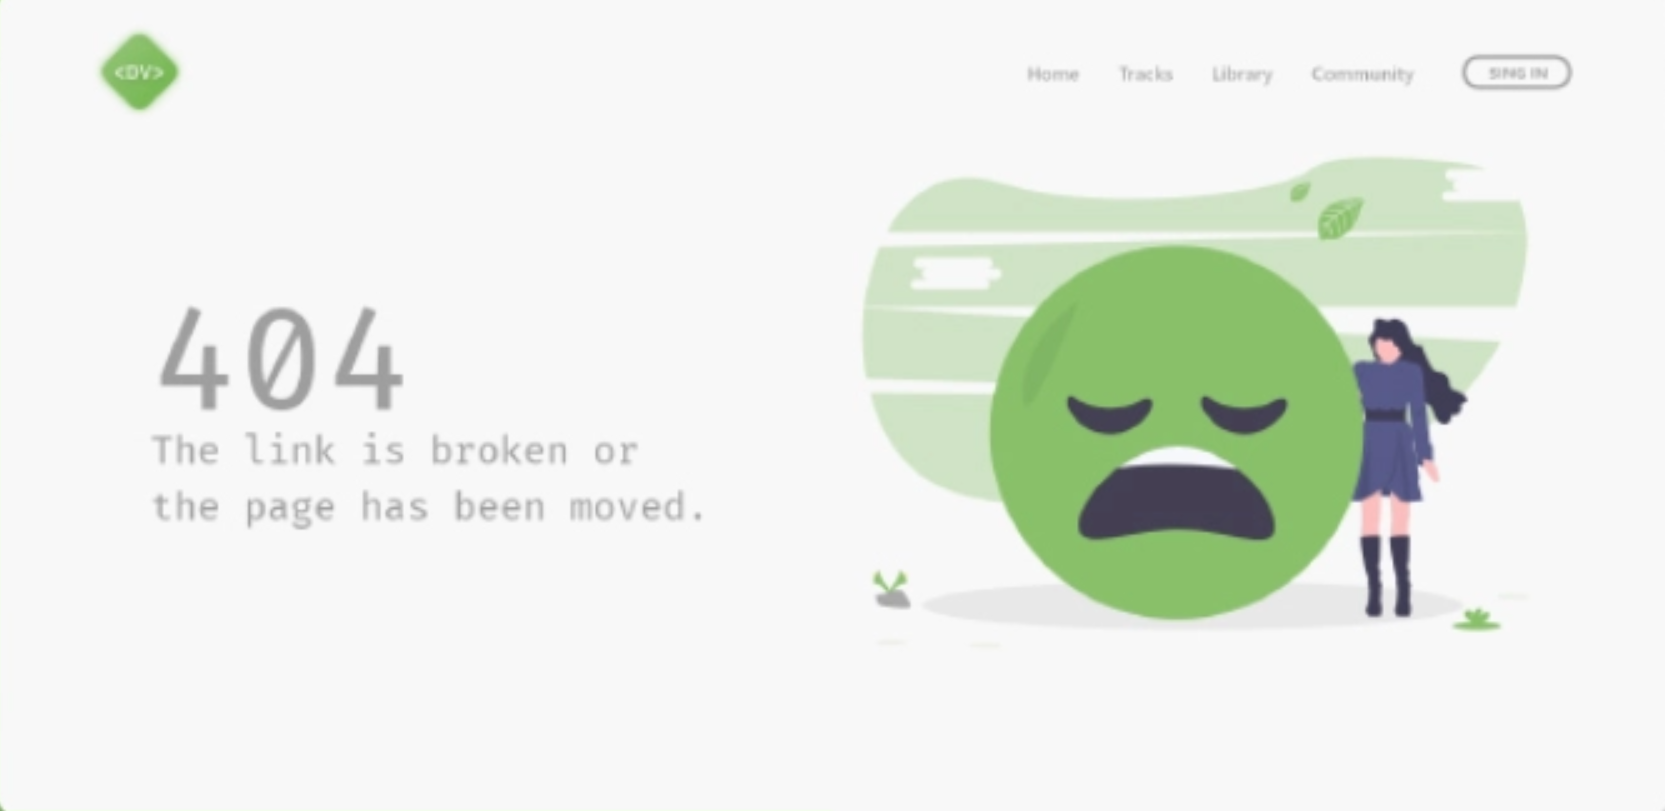 <DV>
Home Tracks Library Community SING IN
404
The link is broken or
the page has been moved.